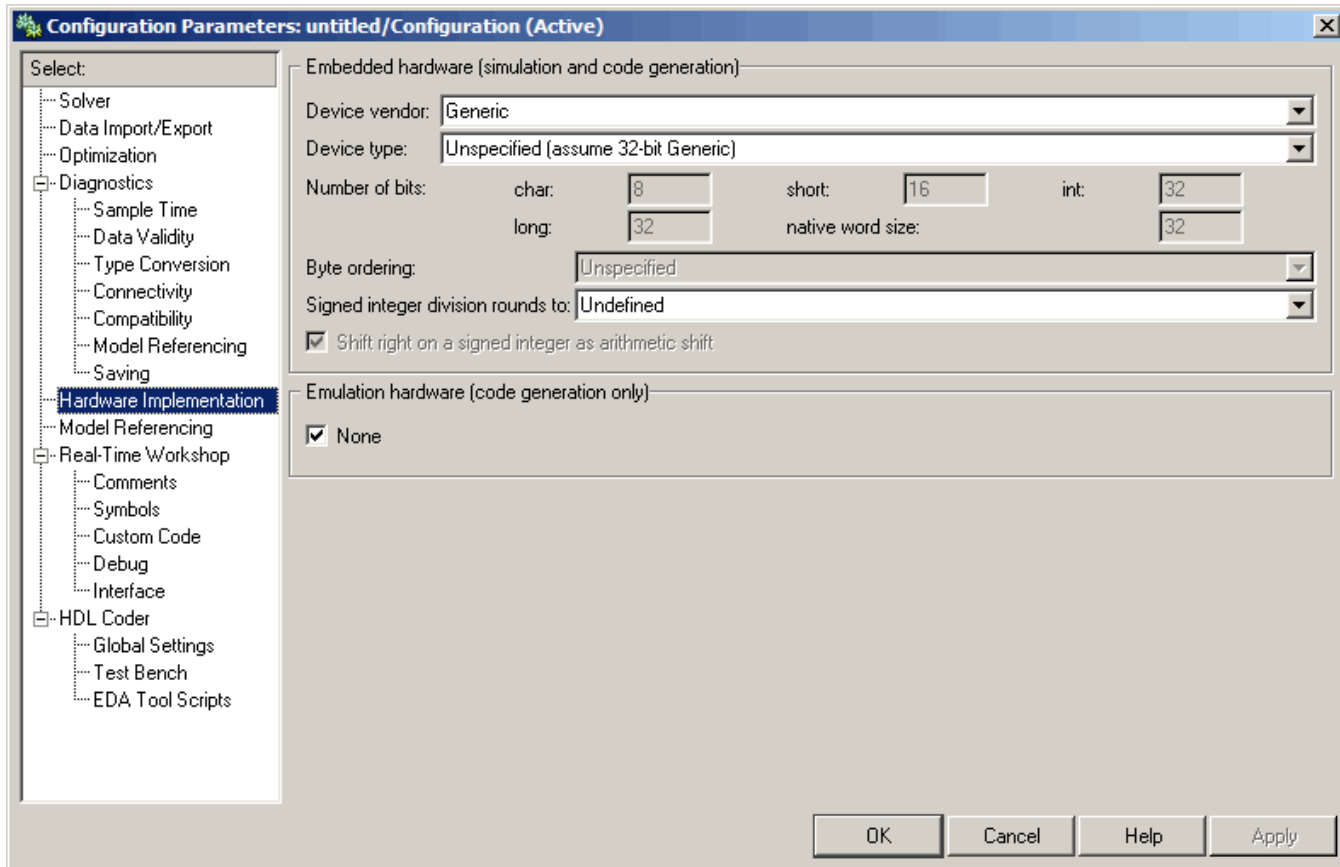 Configuration Parameters: untitled/Configuration (Active)
Select:
Solver
Data Import/Export
Optimization
Diagnostics
Sample Time
Data Validity
Type Conversion
Connectivity
Compatibility
Model Referencing
Saving
Hardware Implementation
Model Referencing
Real-Time Workshop
Comments
Symbols
Custom Code
Debug
Interface
HDL Coder
Global Settings
Test Bench
EDA Tool Scripts
Embedded hardware (simulation and code generation)
Device vendor: Generic
Device type: Unspecified (assume 32-bit Generic)
Number of bits: char: 8 short: 16 int: 32
long: 32 native word size: 32
Byte ordering: Unspecified
Signed integer division rounds to: Undefined
Shift right on a signed integer as arithmetic shift
Emulation hardware (code generation only)
None
OK Cancel Help Apply